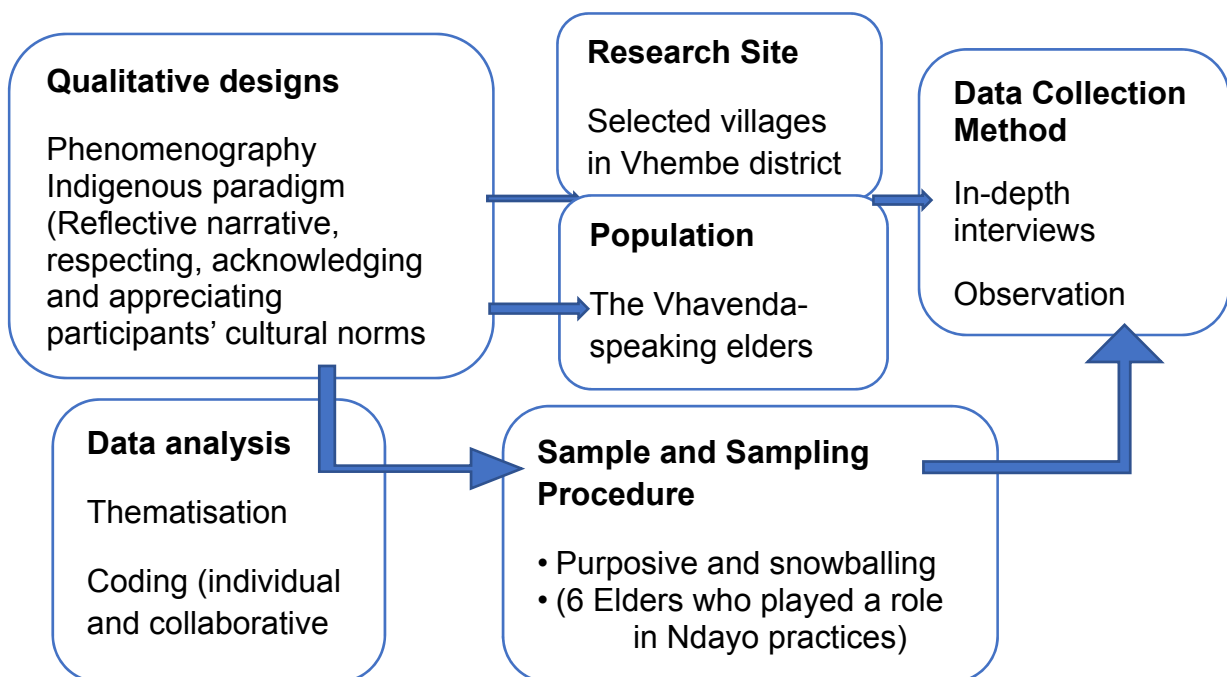 Qualitative designs
Phenomenography
Indigenous paradigm
(Reflective narrative,
respecting, acknowledging
and appreciating
participants’ cultural norms
Research Site
Selected villages
in Vhembe district
Population
The Vhavenda-
speaking elders
Data Collection
Method
In-depth
interviews
Observation
Data analysis
Thematisation
Coding (individual
and collaborative
Sample and Sampling
Procedure
• Purposive and snowballing
• (6 Elders who played a role
in Ndayo practices)